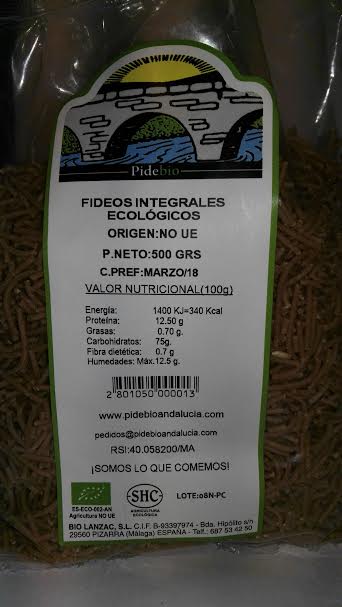 Pidebio
FIDEOS INTEGRALES
ECOLÓGICOS
ORIGEN:NO UE
P.NETO:500 GRS
C.PREF:MARZO/18
VALOR NUTRICIONAL(100g)
Energía: 1400 KJ=340 Kcal
Proteína: 12.50 g
Grasas: 0.70 g.
Carbohidratos: 75g.
Fibra dietética: 0.7 g
Humedades: Máx.12.5 g.
2 801050 000013
www.pidebioandalucia.com
pedidos@pidebioandalucia.com
RSI:40.058200/MA
¡SOMOS LO QUE COMEMOS!
ES-ECO-002-AN
Agricultura NO UE
SHC
AGRICULTURA
ECOLÓGICA
LOTE:08N-PC
BIO LANZAC, S.L. C.I.F. B-93397974 - Bda. Hipólito s/n
29560 PIZARRA (Málaga) ESPAÑA - Telf.: 687 53 42 50